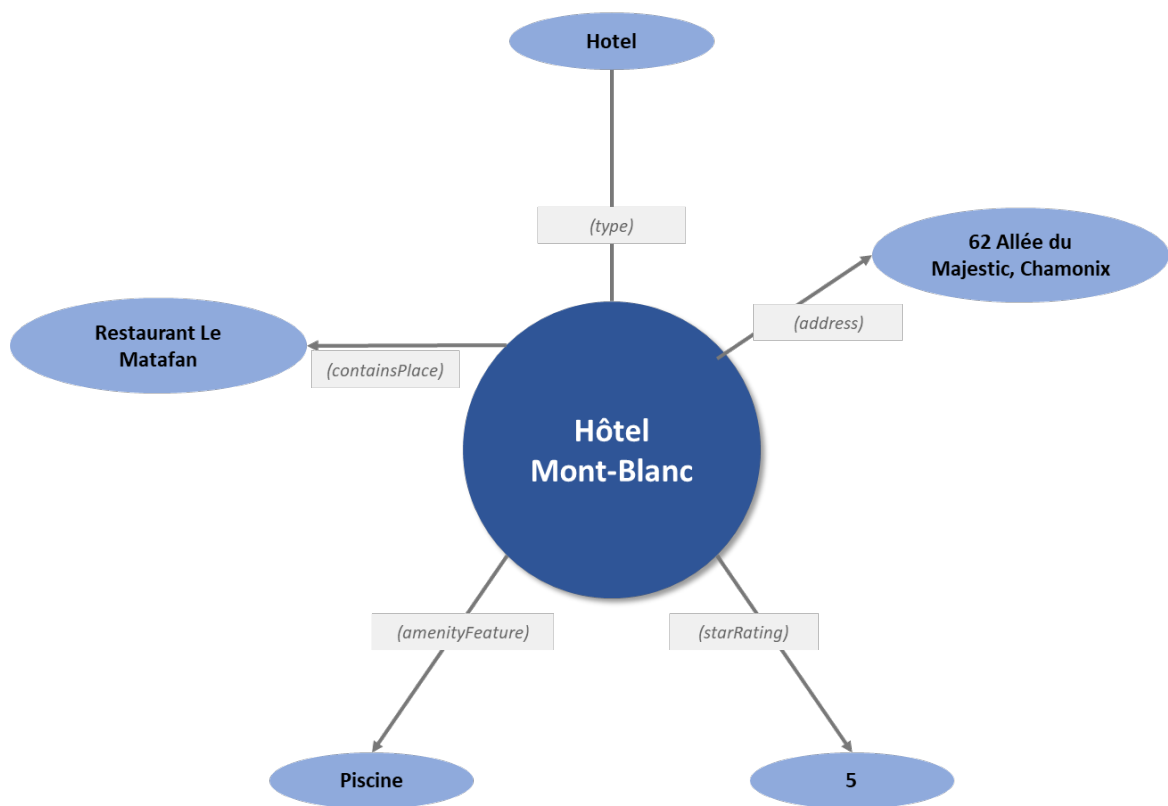 Hotel
(type)
62 Allée du
Majestic, Chamonix
(address)
Restaurant Le
Matafan
(containsPlace)
Hôtel
Mont-Blanc
(amenityFeature)
(starRating)
Piscine
5